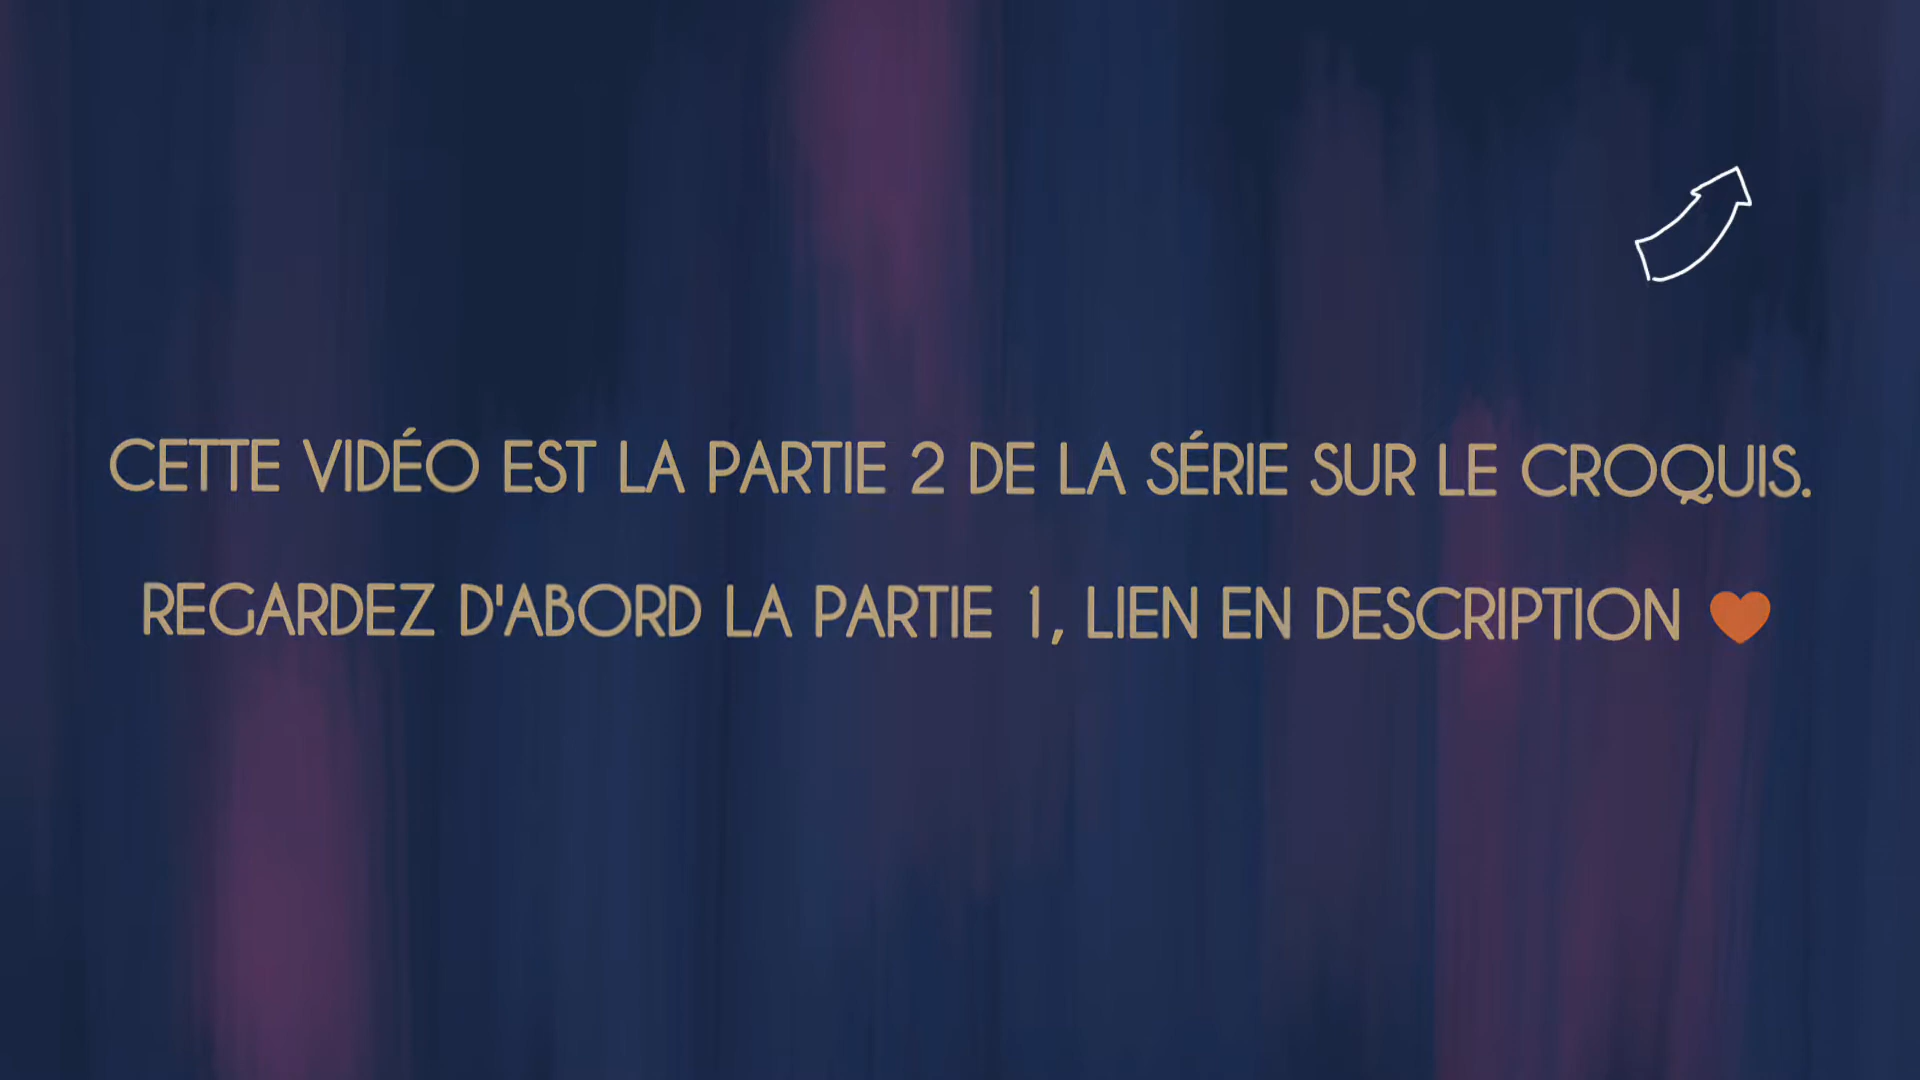 CETTE VIDÉO EST LA PARTIE 2 DE LA SÉRIE SUR LE CROQUIS.
REGARDEZ D'ABORD LA PARTIE 1, LIEN EN DESCRIPTION 🧡